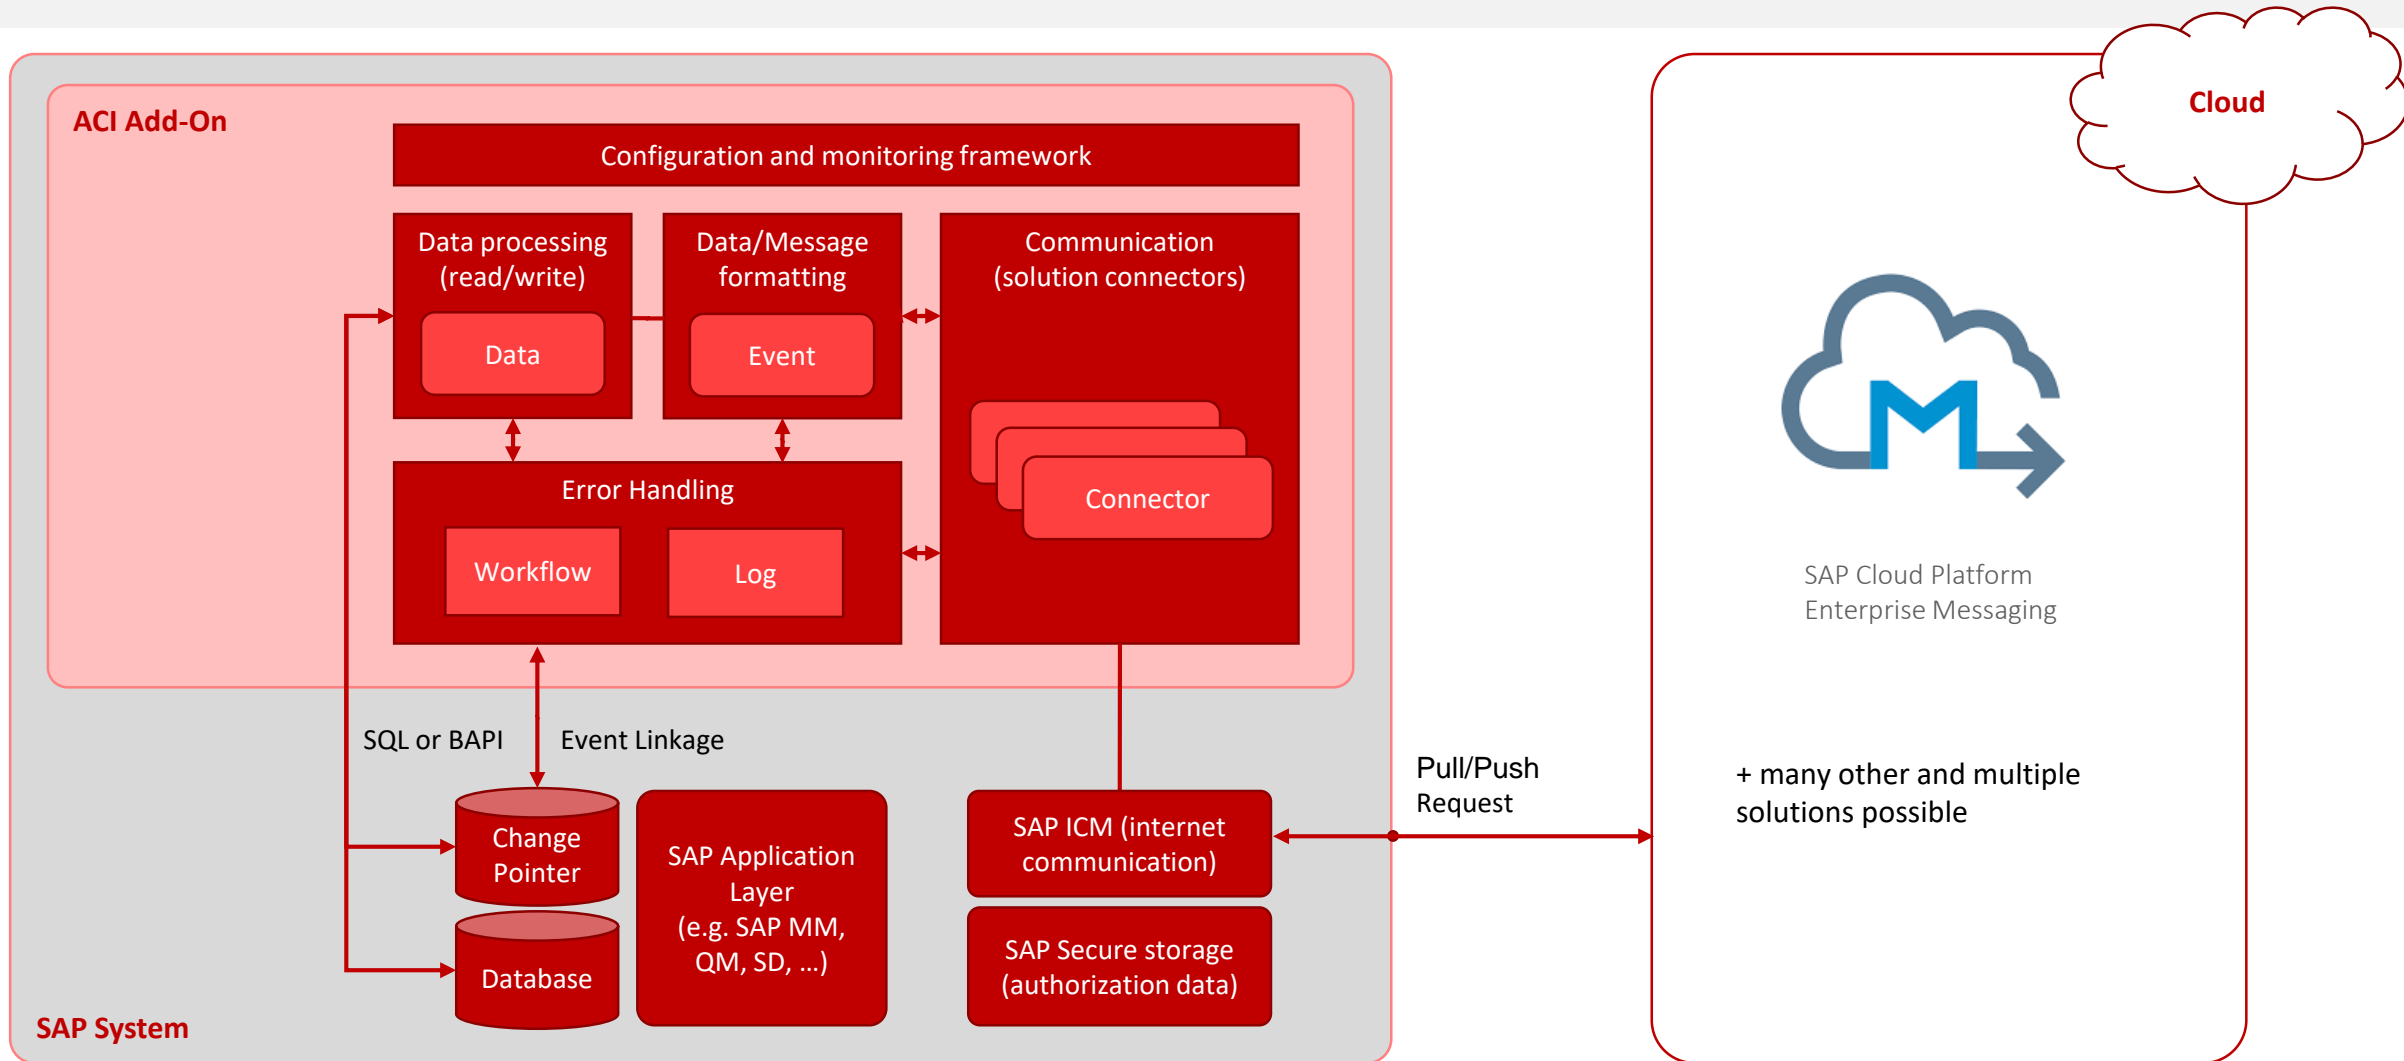 Cloud
ACI Add-On
Configuration and monitoring framework
Data processing
(read/write)
Data
Data/Message
formatting
Event
Communication
(solution connectors)
Connector
Error Handling
Workflow
Log
SAP Cloud Platform
Enterprise Messaging
SQL or BAPI
Event Linkage
Pull/Push
Request
+ many other and multiple
solutions possible
Change
Pointer
Database
SAP Application
Layer
(e.g. SAP MM,
QM, SD, ...)
SAP ICM (internet
communication)
SAP Secure storage
(authorization data)
SAP System